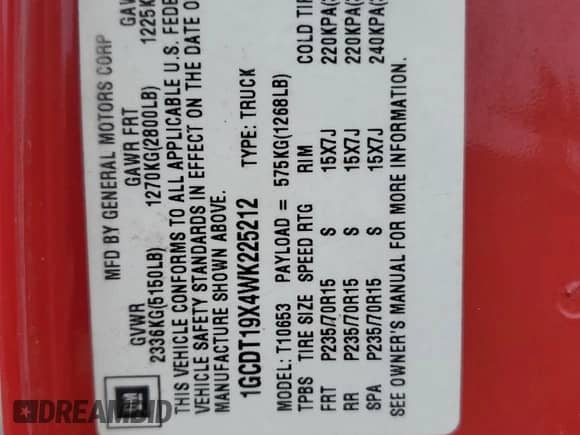 MFD BY GENERAL MOTORS CORP
GVWR GAWR FRT GAW
2336KG(5150LB) 1270KG(2800LB) 1225K
THIS VEHICLE CONFORMS TO ALL APPLICABLE U.S. FEDE
VEHICLE SAFETY STANDARDS IN EFFECT ON THE DATE O
MANUFACTURE SHOWN ABOVE.
1GCDT19X4WK225212 TYPE: TRUCK
MODEL: T10653 PAYLOAD = 575KG(1268LB)
TPBS TIRE SIZE SPEED RTG RIM COLD TI
FRT P235/70R15 S 15X7J 220KPA(
RR P235/70R15 S 15X7J 220KPA(
SPA P235/70R15 S 15X7J 240KPA(
SEE OWNER'S MANUAL FOR MORE INFORMATION.
GM
DREAMBID